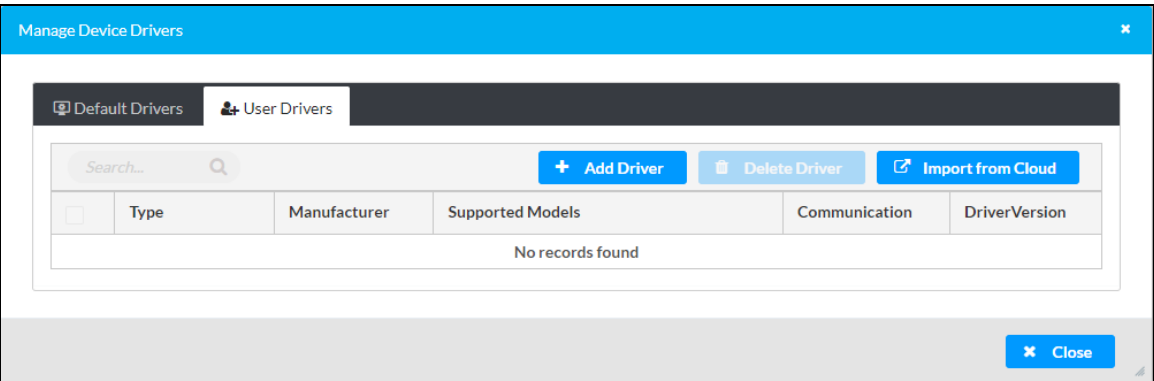 Manage Device Drivers
Default Drivers User Drivers
Search... Add Driver Delete Driver Import from Cloud
Type Manufacturer Supported Models Communication DriverVersion
No records found
Close